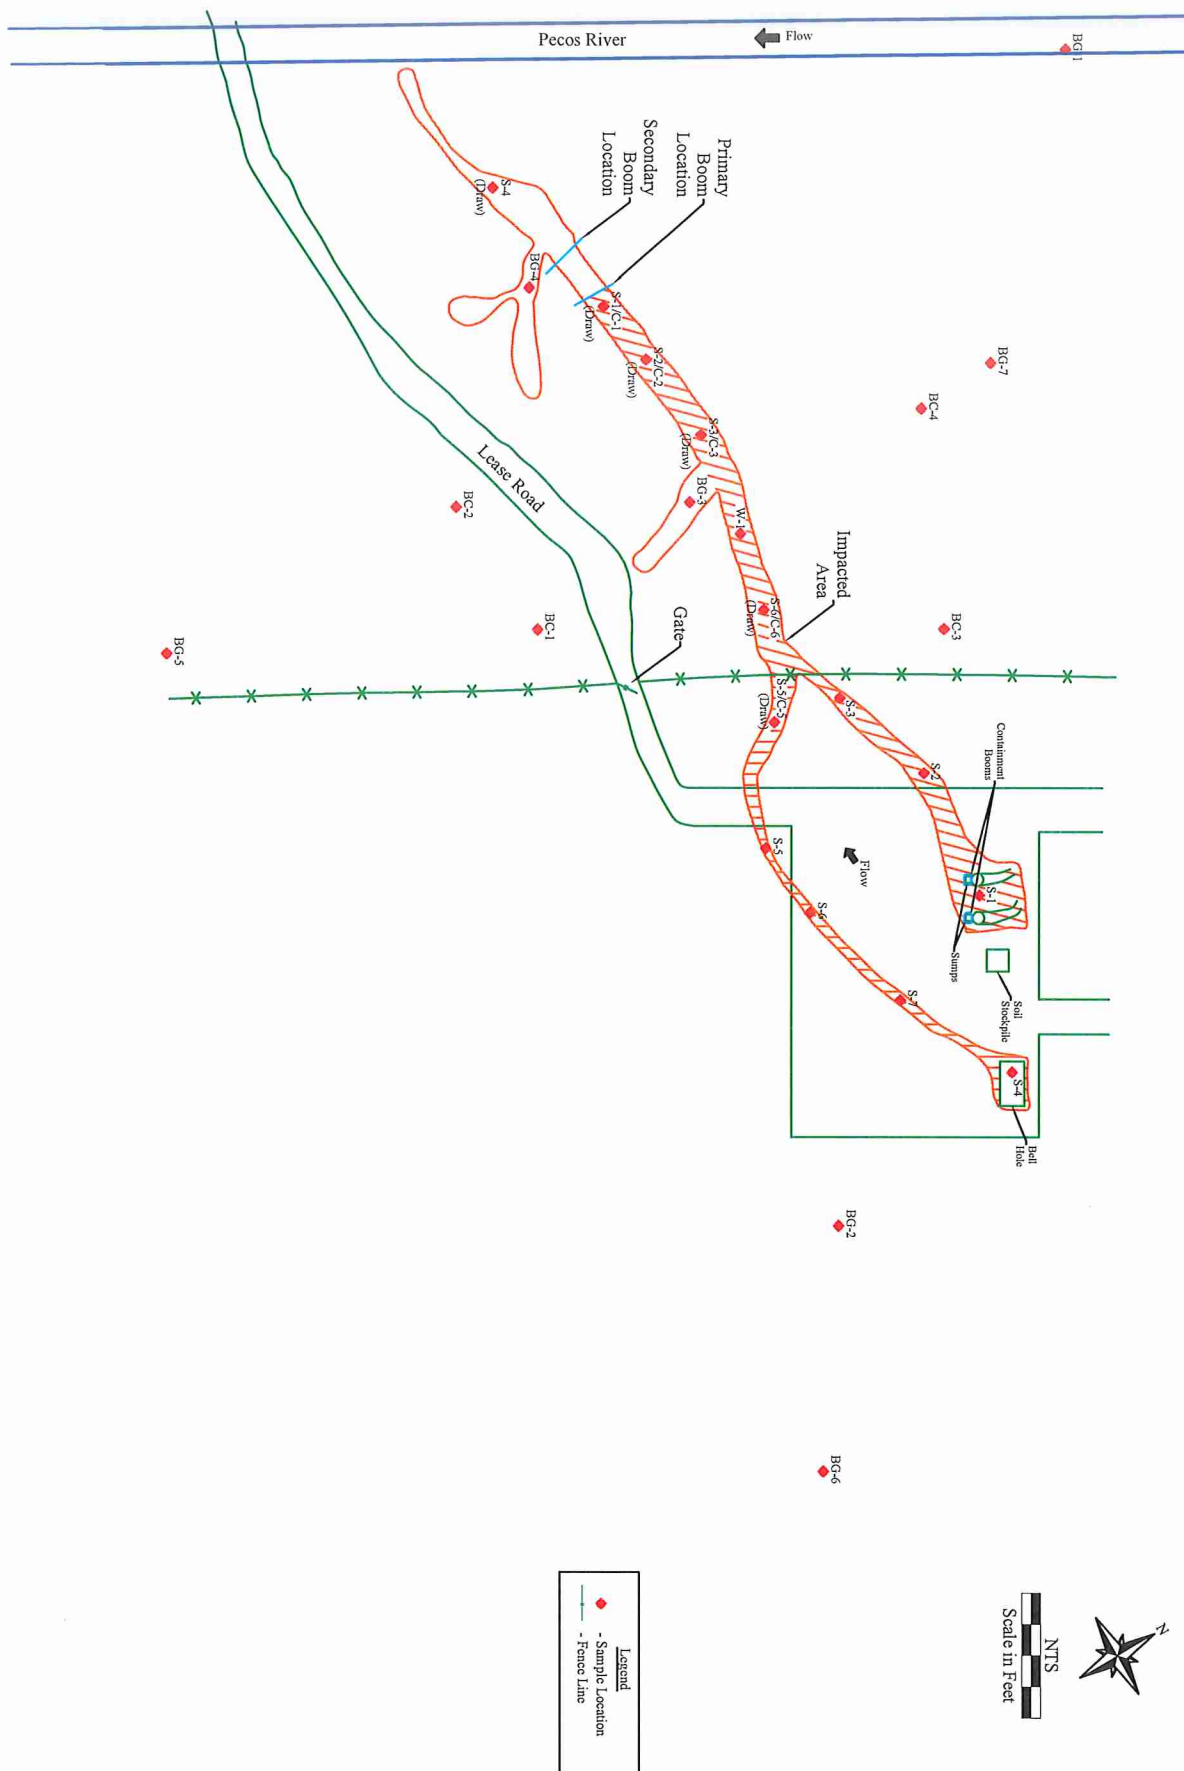 Pecos River
Flow
BG-1
Primary
Boom
Location
Secondary
Boom
Location
S-4
(Draw)
BG-4
S-1/C-1
(Draw)
S-2/C-2
(Draw)
S-3/C-3
(Draw)
BG-3
W-1
S-6/C-6
(Draw)
S-5/C-5
(Draw)
Impacted
Area
BG-7
BC-4
BC-3
BC-2
BC-1
BG-5
Lease Road
Gate
S-3
S-2
Containment
Booms
S-1
Sumps
Soil
Stockpile
Flow
S-5
S-6
S-7
S-4
Bell
Hole
BG-2
BG-6
N
NTS
Scale in Feet
Legend
- Sample Location
- Fence Line